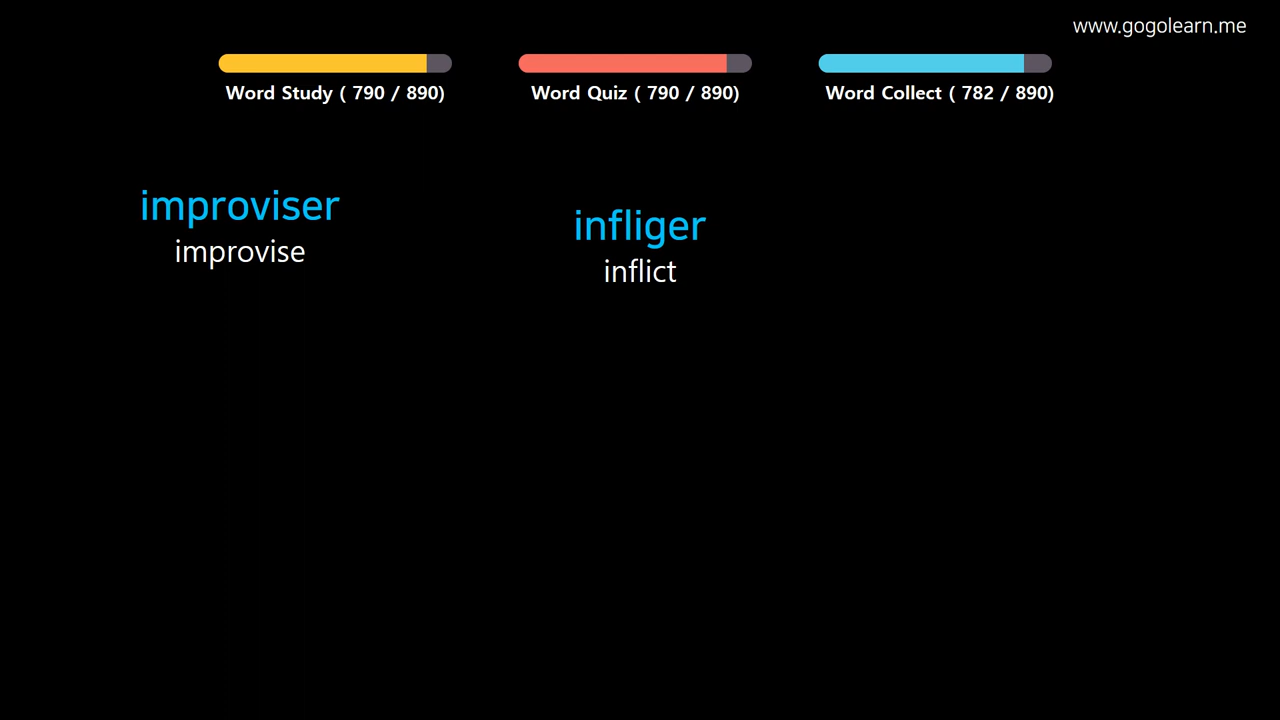 www.gogolearn.me
Word Study ( 790 / 890)
Word Quiz ( 790 / 890)
Word Collect ( 782 / 890)
improviser
improvise
infliger
inflict